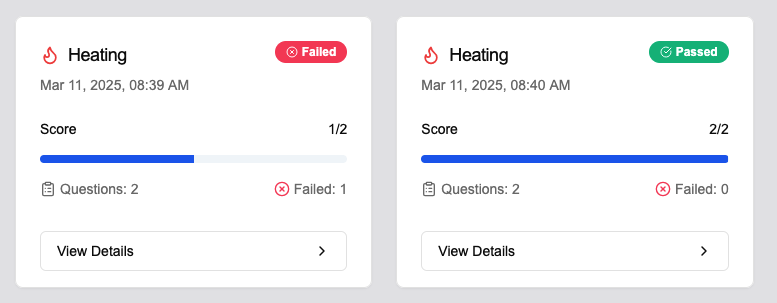 Heating
Failed
Mar 11, 2025, 08:39 AM
Score 1/2
Questions: 2 Failed: 1
View Details
Heating
Passed
Mar 11, 2025, 08:40 AM
Score 2/2
Questions: 2 Failed: 0
View Details